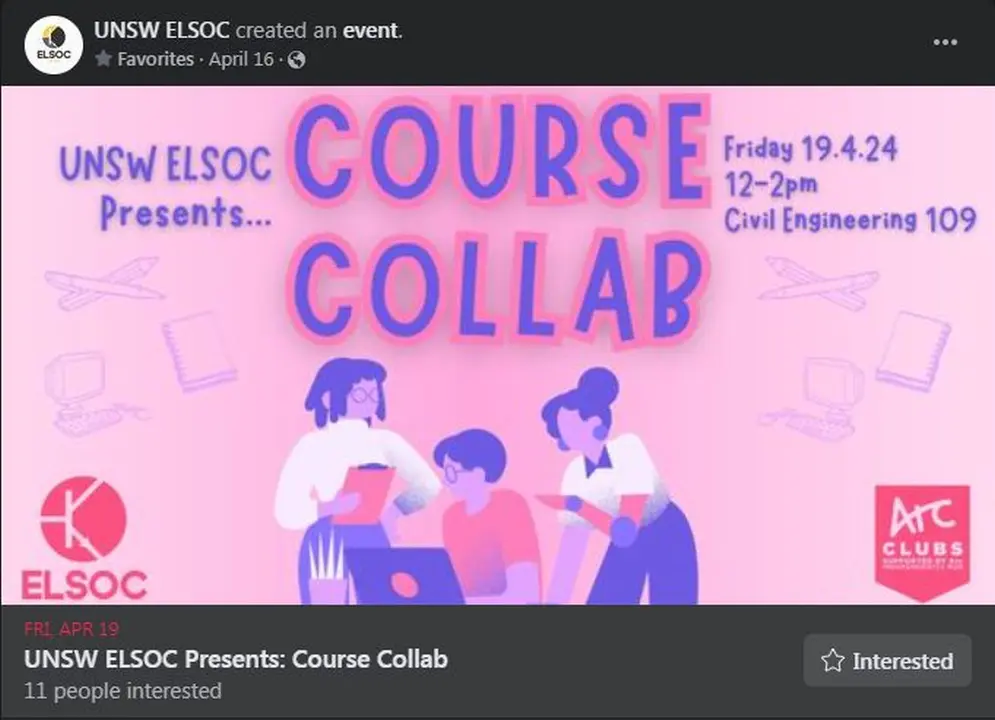 UNSW ELSOC created an event.
ELSOC
Favorites · April 16 ·
UNSW ELSOC
Presents...
COURSE
COLLAB
Friday 19.4.24
12-2pm
Civil Engineering 109
ELSOC
Arc
CLUBS
SUPPORTED BY
FRI, APR 19
UNSW ELSOC Presents: Course Collab
11 people interested
Interested